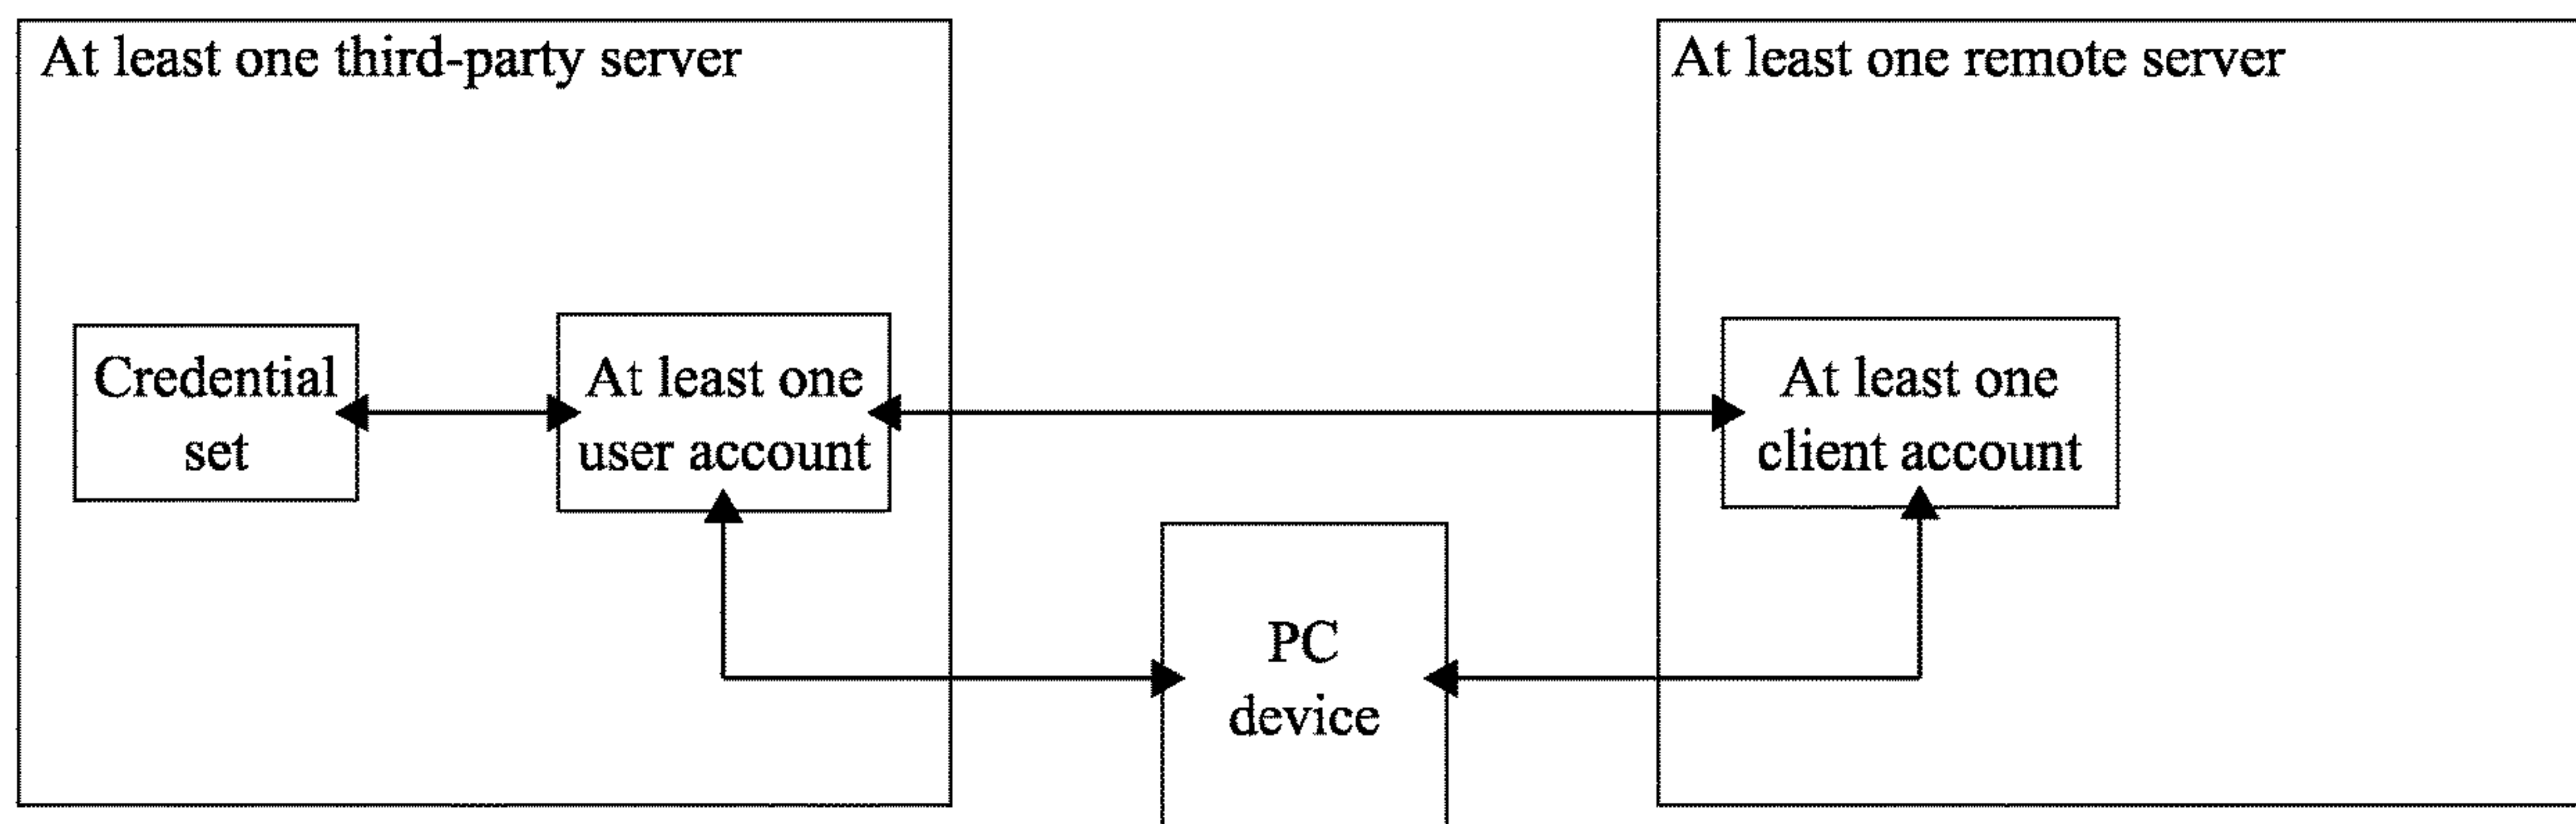 At least one third-party server
At least one remote server
Credential
set
At least one
user account
At least one
client account
PC
device